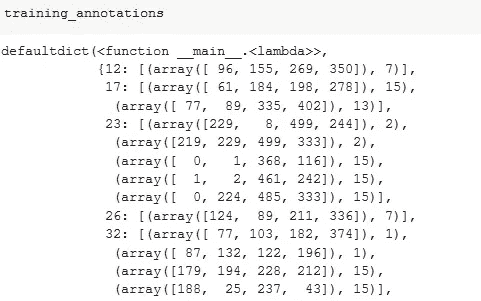 training_annotations
defaultdict(<function __main__.<lambda>>,
            {12: [(array([ 96, 155, 269, 350]), 7)],
             17: [(array([ 61, 184, 198, 278]), 15),
              (array([ 77,  89, 335, 402]), 13)],
             23: [(array([229,   8, 499, 244]), 2),
              (array([219, 229, 499, 333]), 2),
              (array([  0,   1, 368, 116]), 15),
              (array([  1,   2, 461, 242]), 15),
              (array([  0, 224, 485, 333]), 15)],
             26: [(array([124,  89, 211, 336]), 7)],
             32: [(array([ 77, 103, 182, 374]), 1),
              (array([ 87, 132, 122, 196]), 1),
              (array([179, 194, 228, 212]), 15),
              (array([188,  25, 237,  43]), 15)],